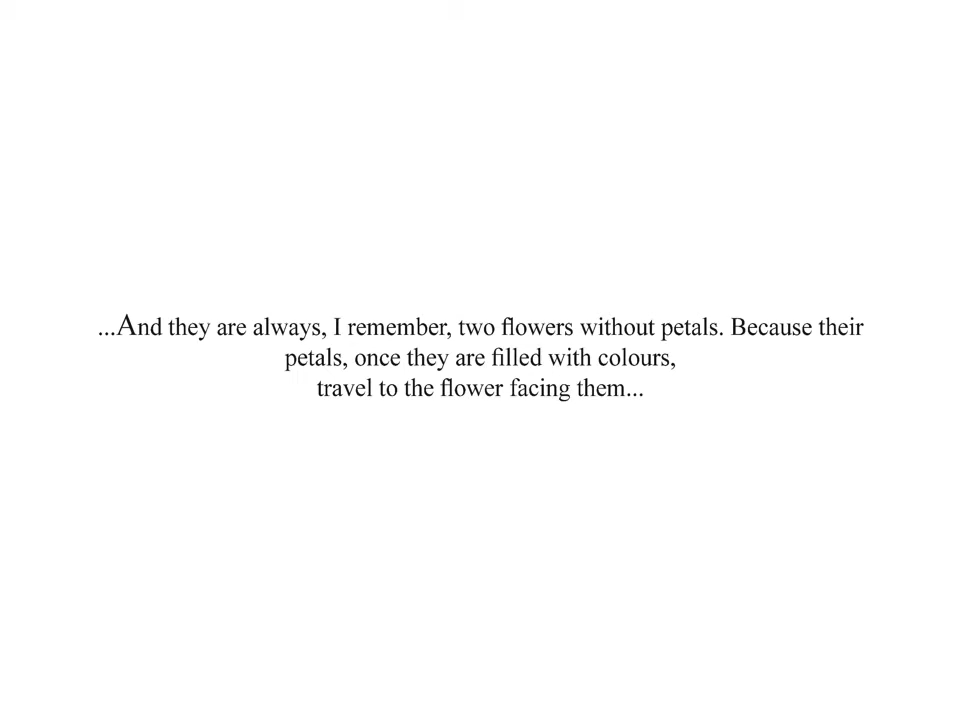 ...And they are always, I remember, two flowers without petals. Because their
petals, once they are filled with colours,
travel to the flower facing them...